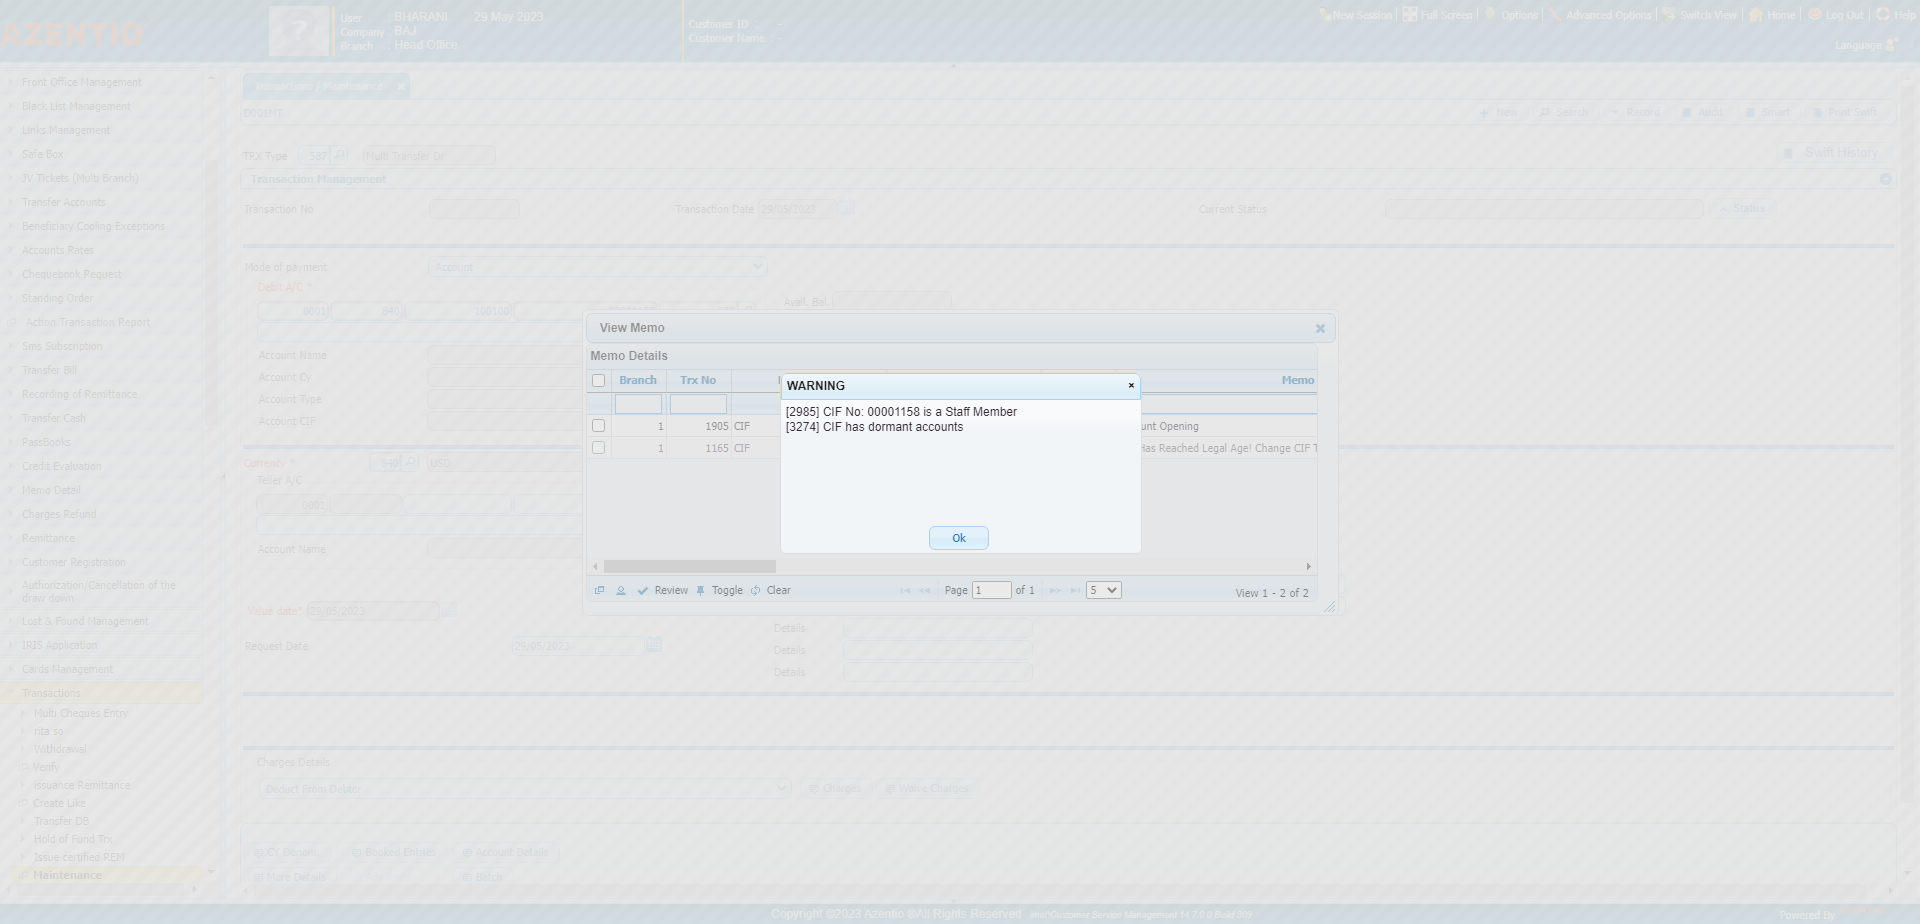 AZENTIO
?
User BHARANI 29 May 2023
Company BAJ
Branch Head Office
Customer ID -
Customer Name -
New Session Full Screen Options Advanced Options Switch View Home Log Out Help
Language
Front Office Management
Black List Management
Links Management
Safe Box
JV Tickets (Multi Branch)
Transfer Accounts
Beneficiary Cooling Exceptions
Accounts Rates
Chequebook Request
Standing Order
Action Transaction Report
Sms Subscription
Transfer Bill
Recording of Remittance
Transfer Cash
PassBooks
Credit Evaluation
Memo Detail
Charges Refund
Remittance
Customer Registration
Authorization/Cancellation of the
draw down
Lost & Found Management
IRIS Application
Cards Management
Transactions
Multi Cheques Entry
rita so
Withdrawal
Verify
issuance Remittance
Create Like
Transfer DB
Hold of Fund Trx
Issue certified REM
Maintenance
Transactions / Maintenance
D001MT
New Search Record Audit Smart Print Swift
TRX Type 587 Multi Transfer Dr
Swift History
Transaction Management
Transaction No Transaction Date 29/05/2023 Current Status Status
Mode of payment Account
Debit A/C *
0001 840 100100
Avail. Bal.
Account Name
Account Cy
Account Type
Account CIF
Currency * 840 USD
Teller A/C
0001
Account Name
Value date* 29/05/2023
Request Date 29/05/2023
Details
Details
Details
Charges Details
Deduct From Debtor Charges Waive Charges
CY Denom. Booked Entries Account Details
More Details Batch
View Memo
Memo Details
Branch Trx No Memo
1 1905 CIF unt Opening
1 1165 CIF Has Reached Legal Age! Change CIF T
WARNING
[2985] CIF No: 00001158 is a Staff Member
[3274] CIF has dormant accounts
Ok
Review Toggle Clear Page 1 of 1 5 View 1 - 2 of 2
Copyright ©2023 Azentio ®All Rights Reserved imal®Customer Service Management 14.7.0.0 Build 309
Powered By